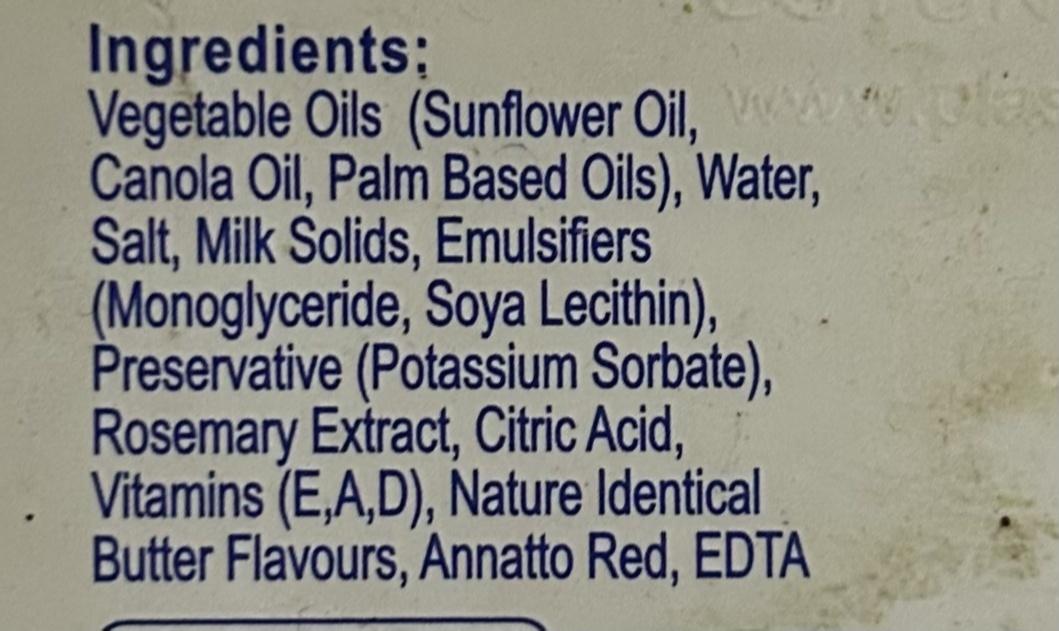 Ingredients:
Vegetable Oils (Sunflower Oil,
Canola Oil, Palm Based Oils), Water,
Salt, Milk Solids, Emulsifiers
(Monoglyceride, Soya Lecithin),
Preservative (Potassium Sorbate),
Rosemary Extract, Citric Acid,
Vitamins (E,A,D), Nature Identical
Butter Flavours, Annatto Red, EDTA